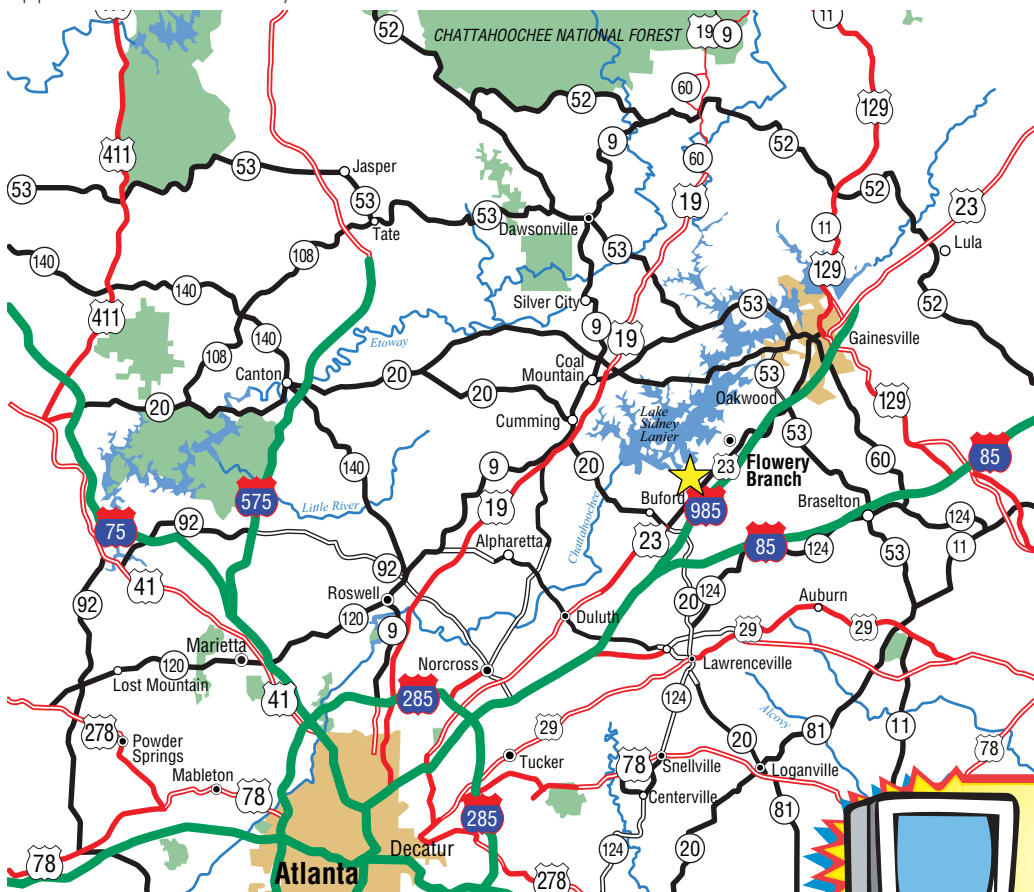 52
CHATTAHOOCHEE NATIONAL FOREST
19
9
11
60
52
129
411
9
52
60
53
53
Jasper
53
19
52
23
53
Tate
Dawsonville
53
11
Lula
108
140
129
140
Silver City
52
411
9
19
53
Gainesville
Etoway
140
108
Coal
Mountain
53
Canton
20
Oakwood
129
20
20
Cumming
Lake
Sidney
Lanier
53
9
20
23
Flowery
Branch
60
85
140
575
19
Buford
985
Braselton
Little River
Chattahoochee
75
92
23
85
124
124
11
Alpharetta
53
41
92
124
92
Roswell
20
Auburn
120
9
Duluth
29
29
Marietta
120
Norcross
Lawrenceville
Lost Mountain
41
285
124
Alcovy
278
29
20
81
11
Powder
Springs
Tucker
78
78
Snellville
Loganville
Mableton
78
Centerville
285
81
78
Decatur
124
20
Atlanta
278